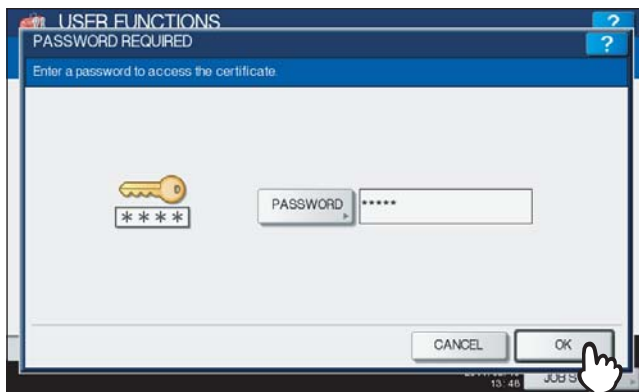 USER FUNCTIONS
?
PASSWORD REQUIRED
?
Enter a password to access the certificate.
****
PASSWORD
*****
CANCEL
OK
13:46
JOB S